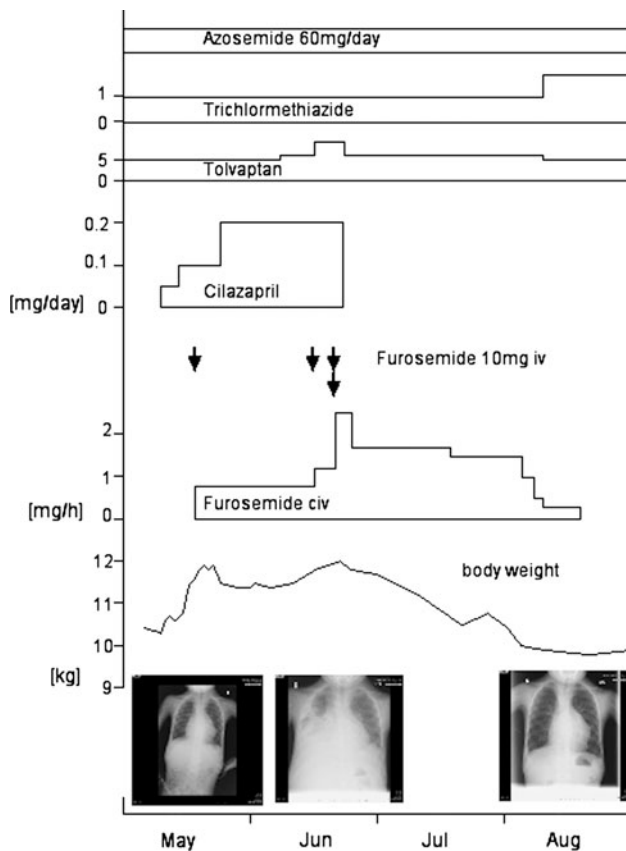 Azosemide 60mg/day
1
Trichlormethiazide
0
5
Tolvaptan
0
0.2
0.1
Cilazapril
[mg/day] 0
Furosemide 10mg iv
2
1
[mg/h] 0
Furosemide civ
12
body weight
11
10
[kg] 9
May Jun Jul Aug